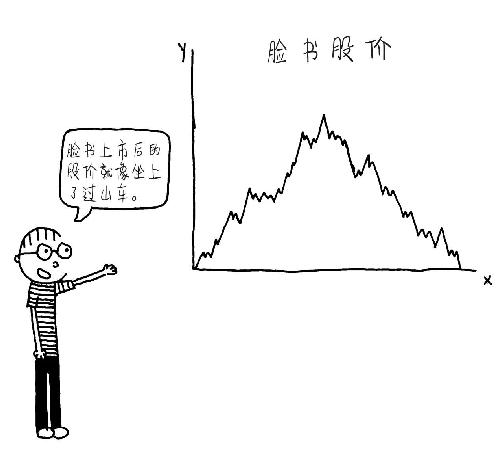 脸书股价
y
脸书上市后的
股价就像坐上
了过山车。
x